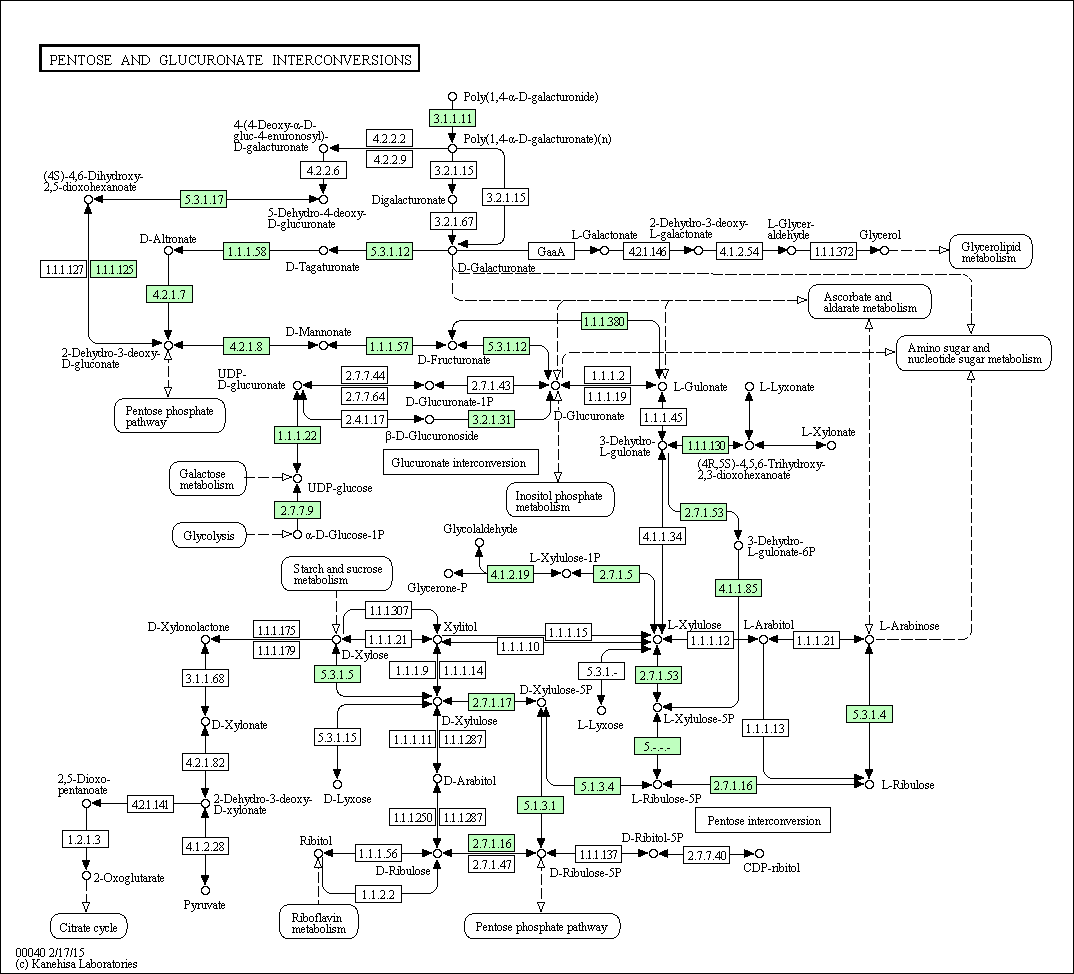 PENTOSE AND GLUCURONATE INTERCONVERSIONS
Poly(1,4-α-D-galacturonide)
3.1.1.11
4-(4-Deoxy-α-D-
gluc-4-enuronosyl)-
D-galacturonate
4.2.2.2
4.2.2.9
Poly(1,4-α-D-galacturonate)(n)
4.2.2.6
3.2.1.15
3.2.1.15
(4S)-4,6-Dihydroxy-
2,5-dioxohexanoate
5.3.1.17
5-Dehydro-4-deoxy-
D-glucuronate
Digalacturonate
3.2.1.67
D-Altronate
1.1.1.58
D-Tagaturonate
5.3.1.12
D-Galacturonate
GaaA
L-Galactonate
4.2.1.146
2-Dehydro-3-deoxy-
L-galactonate
4.1.2.54
L-Glycer-
aldehyde
1.1.1.372
Glycerol
Glycerolipid
metabolism
1.1.1.127
1.1.1.125
4.2.1.7
Ascorbate and
aldarate metabolism
1.1.1.380
2-Dehydro-3-deoxy-
D-gluconate
4.2.1.8
D-Mannonate
1.1.1.57
D-Fructuronate
5.3.1.12
Amino sugar and
nucleotide sugar metabolism
Pentose phosphate
pathway
UDP-
D-glucuronate
2.7.7.44
2.7.7.64
D-Glucuronate-1P
2.7.1.43
D-Glucuronate
1.1.1.2
1.1.1.19
L-Gulonate
L-Lyxonate
2.4.1.17
β-D-Glucuronoside
3.2.1.31
1.1.1.45
1.1.1.22
Glucuronate interconversion
3-Dehydro-
L-gulonate
1.1.1.130
L-Xylonate
(4R,5S)-4,5,6-Trihydroxy-
2,3-dioxohexanoate
Galactose
metabolism
UDP-glucose
Inositol phosphate
metabolism
2.7.7.9
2.7.1.53
Glycolysis
α-D-Glucose-1P
Glycolaldehyde
4.1.1.34
3-Dehydro-
L-gulonate-6P
Starch and sucrose
metabolism
Glycerone-P
4.1.2.19
L-Xylulose-1P
2.7.1.5
4.1.1.85
1.1.1.307
D-Xylonolactone
1.1.1.175
1.1.1.179
D-Xylose
1.1.1.21
Xylitol
1.1.1.15
1.1.1.10
L-Xylulose
1.1.1.12
L-Arabitol
1.1.1.21
L-Arabinose
3.1.1.68
5.3.1.5
1.1.1.9
1.1.1.14
5.3.1.-
2.7.1.53
D-Xylonate
D-Xylulose
2.7.1.17
D-Xylulose-5P
L-Lyxose
L-Xylulose-5P
5.3.1.4
5.3.1.15
1.1.1.11
1.1.1.287
5.-.-.-
1.1.1.13
4.2.1.82
D-Lyxose
D-Arabitol
5.1.3.4
L-Ribulose-5P
2.7.1.16
L-Ribulose
2,5-Dioxo-
pentanoate
4.2.1.141
2-Dehydro-3-deoxy-
D-xylonate
1.1.1.250
1.1.1.287
5.1.3.1
Pentose interconversion
1.2.1.3
4.1.2.28
Ribitol
1.1.1.56
D-Ribulose
2.7.1.16
2.7.1.47
D-Ribulose-5P
1.1.1.137
D-Ribitol-5P
2.7.7.40
CDP-ribitol
2-Oxoglutarate
Pyruvate
1.1.2.2
Citrate cycle
Riboflavin
metabolism
Pentose phosphate pathway
00040 2/17/15
(c) Kanehisa Laboratories